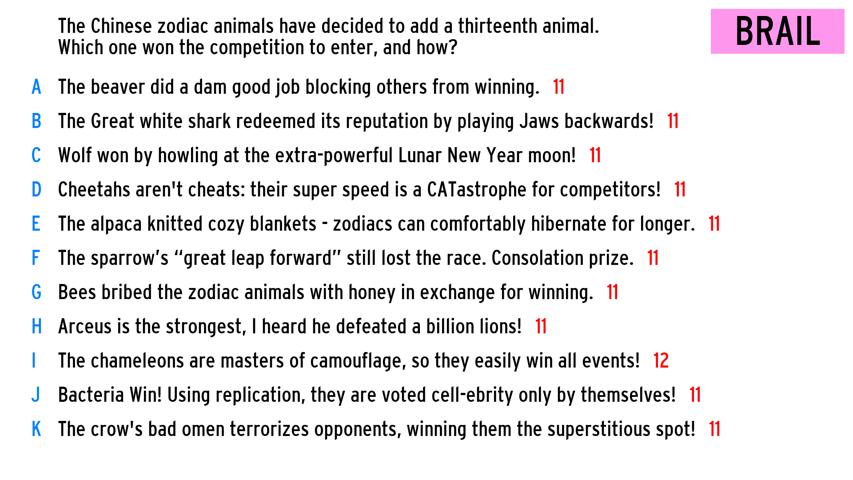 The Chinese zodiac animals have decided to add a thirteenth animal.
Which one won the competition to enter, and how?
BRAIL
A The beaver did a dam good job blocking others from winning. 11
B The Great white shark redeemed its reputation by playing Jaws backwards! 11
C Wolf won by howling at the extra-powerful Lunar New Year moon! 11
D Cheetahs aren't cheats: their super speed is a CATastrophe for competitors! 11
E The alpaca knitted cozy blankets - zodiacs can comfortably hibernate for longer. 11
F The sparrow’s “great leap forward” still lost the race. Consolation prize. 11
G Bees bribed the zodiac animals with honey in exchange for winning. 11
H Arceus is the strongest, I heard he defeated a billion lions! 11
I The chameleons are masters of camouflage, so they easily win all events! 12
J Bacteria Win! Using replication, they are voted cell-ebrity only by themselves! 11
K The crow's bad omen terrorizes opponents, winning them the superstitious spot! 11